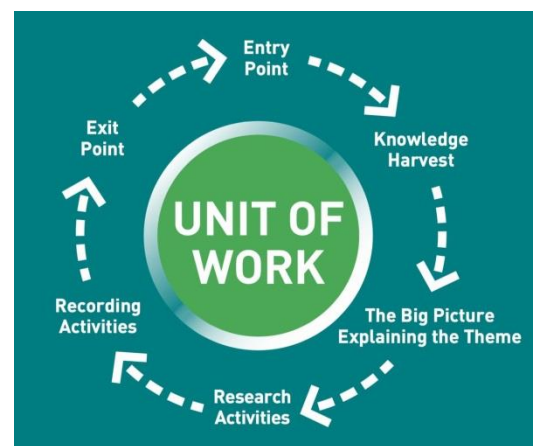 Entry
Point
Knowledge
Harvest
The Big Picture
Explaining the Theme
Research
Activities
Recording
Activities
Exit
Point
UNIT OF
WORK